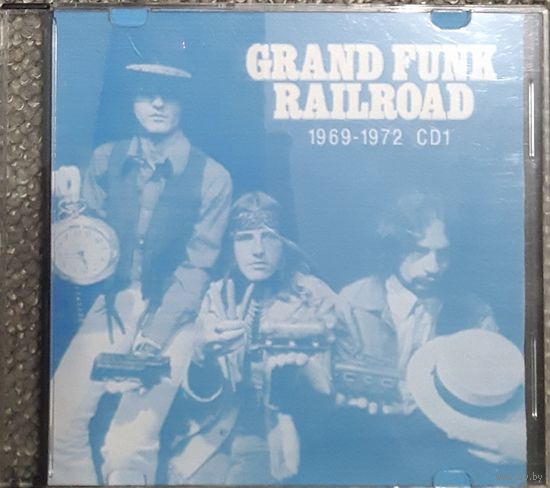 GRAND FUNK
RAILROAD
1969-1972 CD1